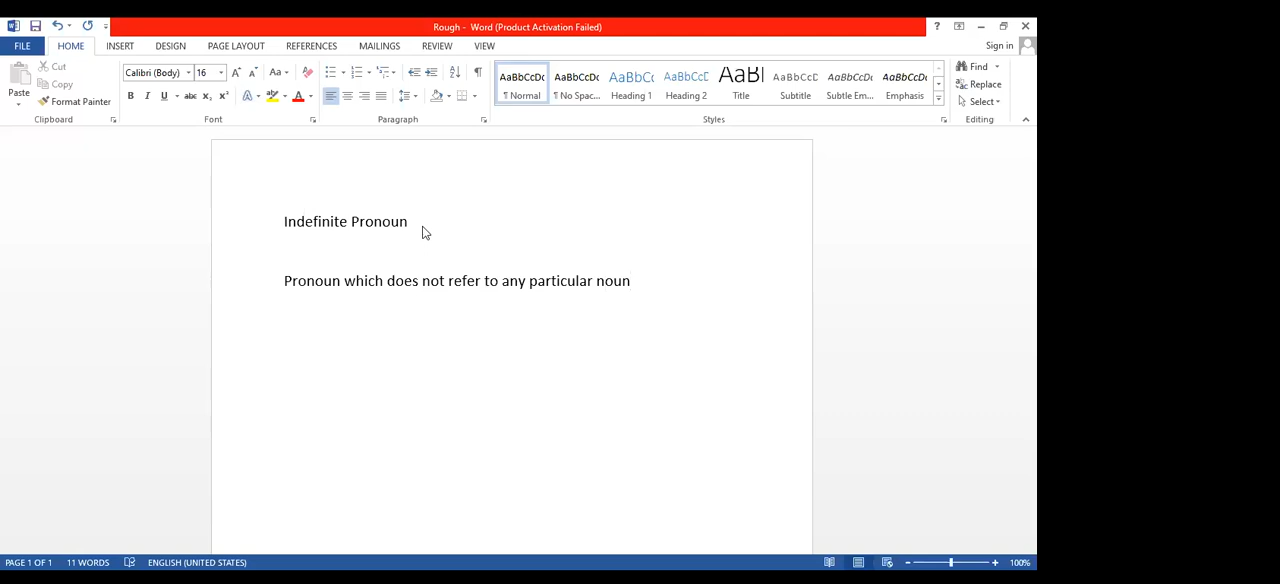 Rough - Word (Product Activation Failed)
FILE HOME INSERT DESIGN PAGE LAYOUT REFERENCES MAILINGS REVIEW VIEW Sign in
Paste Cut Copy Format Painter
Clipboard
Calibri (Body) 16
Font
Paragraph
AaBbCcDc AaBbCcDc AaBbCc AaBbCcD AaBl AaBbCcD AaBbCcDc AaBbCcDc
¶ Normal ¶ No Spac... Heading 1 Heading 2 Title Subtitle Subtle Em... Emphasis
Styles
Find
Replace
Select
Editing
Indefinite Pronoun
Pronoun which does not refer to any particular noun
PAGE 1 OF 1 11 WORDS ENGLISH (UNITED STATES) 100%